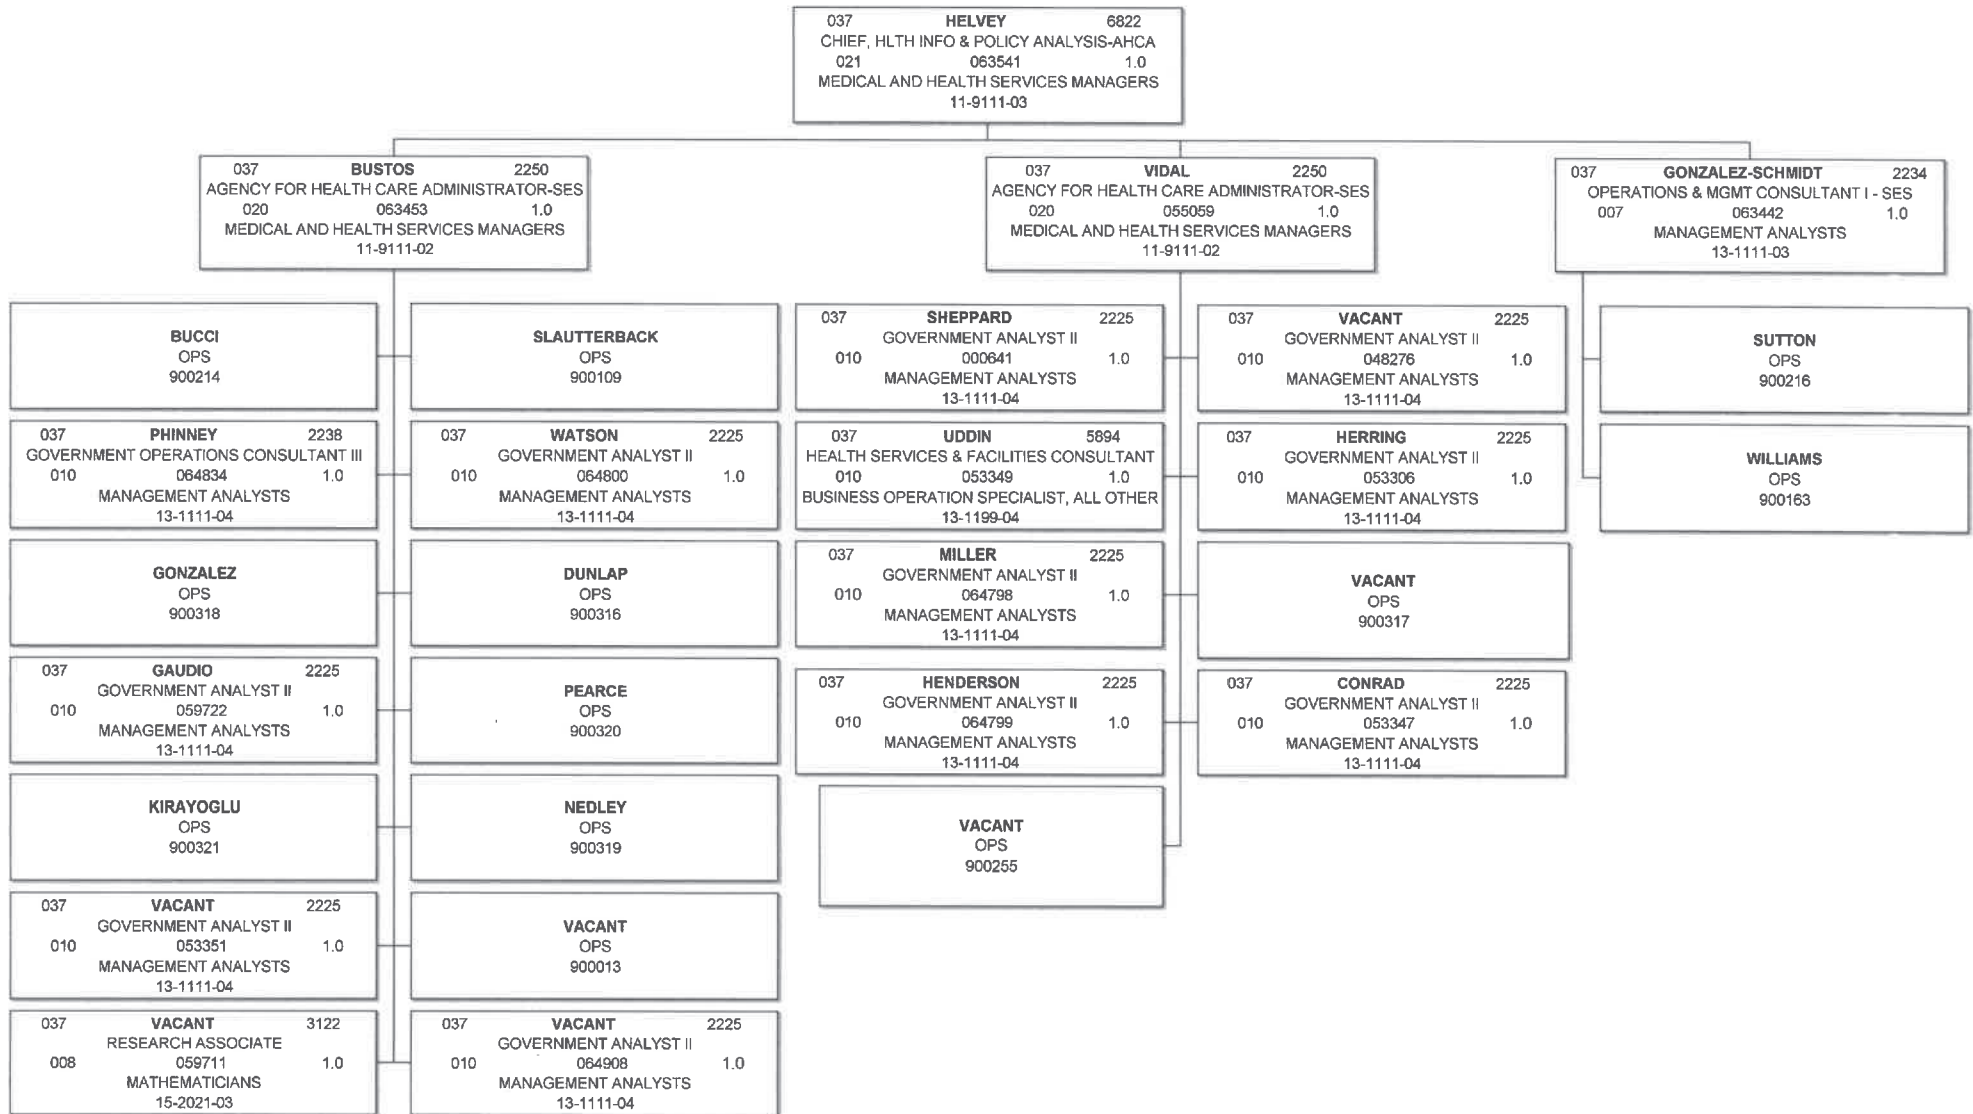 037 HELVEY 6822
CHIEF, HLTH INFO & POLICY ANALYSIS-AHCA
021 063541 1.0
MEDICAL AND HEALTH SERVICES MANAGERS
11-9111-03
037 BUSTOS 2250
AGENCY FOR HEALTH CARE ADMINISTRATOR-SES
020 063453 1.0
MEDICAL AND HEALTH SERVICES MANAGERS
11-9111-02
037 VIDAL 2250
AGENCY FOR HEALTH CARE ADMINISTRATOR-SES
020 055059 1.0
MEDICAL AND HEALTH SERVICES MANAGERS
11-9111-02
037 GONZALEZ-SCHMIDT 2234
OPERATIONS & MGMT CONSULTANT I - SES
007 063442 1.0
MANAGEMENT ANALYSTS
13-1111-03
BUCCI
OPS
900214
SLAUTTERBACK
OPS
900109
037 PHINNEY 2238
GOVERNMENT OPERATIONS CONSULTANT III
010 064834 1.0
MANAGEMENT ANALYSTS
13-1111-04
037 WATSON 2225
GOVERNMENT ANALYST II
010 064800 1.0
MANAGEMENT ANALYSTS
13-1111-04
GONZALEZ
OPS
900318
DUNLAP
OPS
900316
037 GAUDIO 2225
GOVERNMENT ANALYST II
010 059722 1.0
MANAGEMENT ANALYSTS
13-1111-04
PEARCE
OPS
900320
KIRAYOGLU
OPS
900321
NEDLEY
OPS
900319
037 VACANT 2225
GOVERNMENT ANALYST II
010 053351 1.0
MANAGEMENT ANALYSTS
13-1111-04
VACANT
OPS
900013
037 VACANT 3122
RESEARCH ASSOCIATE
008 059711 1.0
MATHEMATICIANS
15-2021-03
037 VACANT 2225
GOVERNMENT ANALYST II
010 064908 1.0
MANAGEMENT ANALYSTS
13-1111-04
037 SHEPPARD 2225
GOVERNMENT ANALYST II
010 000641 1.0
MANAGEMENT ANALYSTS
13-1111-04
037 VACANT 2225
GOVERNMENT ANALYST II
010 048276 1.0
MANAGEMENT ANALYSTS
13-1111-04
037 UDDIN 5894
HEALTH SERVICES & FACILITIES CONSULTANT
010 053349 1.0
BUSINESS OPERATION SPECIALIST, ALL OTHER
13-1199-04
037 HERRING 2225
GOVERNMENT ANALYST II
010 053306 1.0
MANAGEMENT ANALYSTS
13-1111-04
037 MILLER 2225
GOVERNMENT ANALYST II
010 064798 1.0
MANAGEMENT ANALYSTS
13-1111-04
VACANT
OPS
900317
037 HENDERSON 2225
GOVERNMENT ANALYST II
010 064799 1.0
MANAGEMENT ANALYSTS
13-1111-04
037 CONRAD 2225
GOVERNMENT ANALYST II
010 053347 1.0
MANAGEMENT ANALYSTS
13-1111-04
VACANT
OPS
900255
SUTTON
OPS
900216
WILLIAMS
OPS
900163